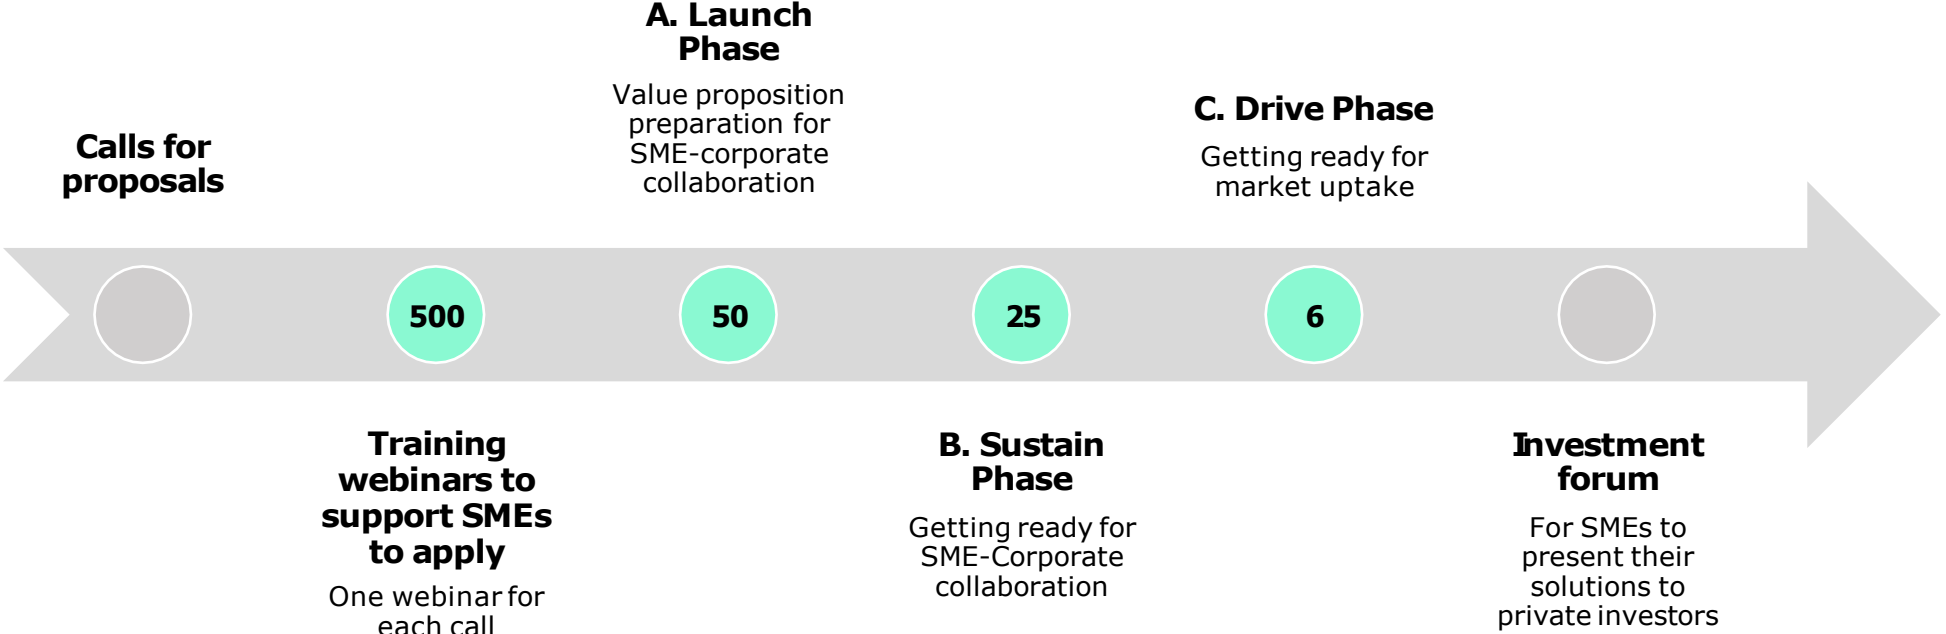 Calls for
proposals
500
Training
webinars to
support SMEs
to apply
One webinar for
each call
A. Launch
Phase
Value proposition
preparation for
SME-corporate
collaboration
50
25
B. Sustain
Phase
Getting ready for
SME-Corporate
collaboration
C. Drive Phase
Getting ready for
market uptake
6
Investment
forum
For SMEs to
present their
solutions to
private investors